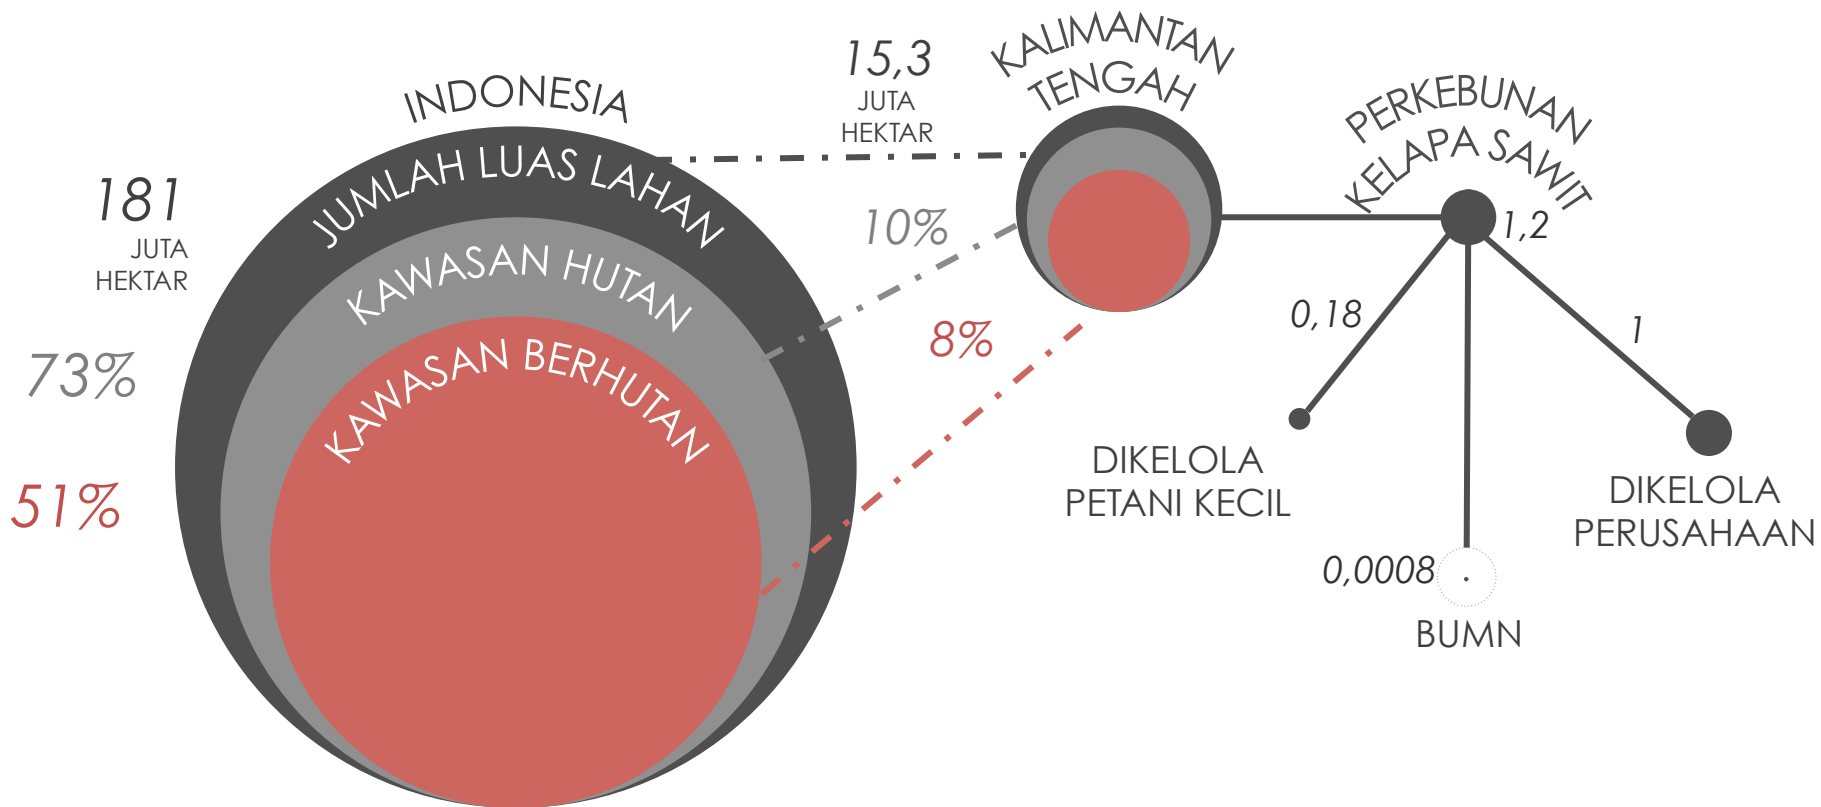 INDONESIA
181
JUTA
HEKTAR
73%
51%
JUMLAH LUAS LAHAN
KAWASAN HUTAN
KAWASAN BERHUTAN
15,3
JUTA
HEKTAR
10%
8%
KALIMANTAN
TENGAH
PERKEBUNAN
KELAPA SAWIT
1,2
0,18
1
DIKELOLA
PETANI KECIL
0,0008
BUMN
DIKELOLA
PERUSAHAAN